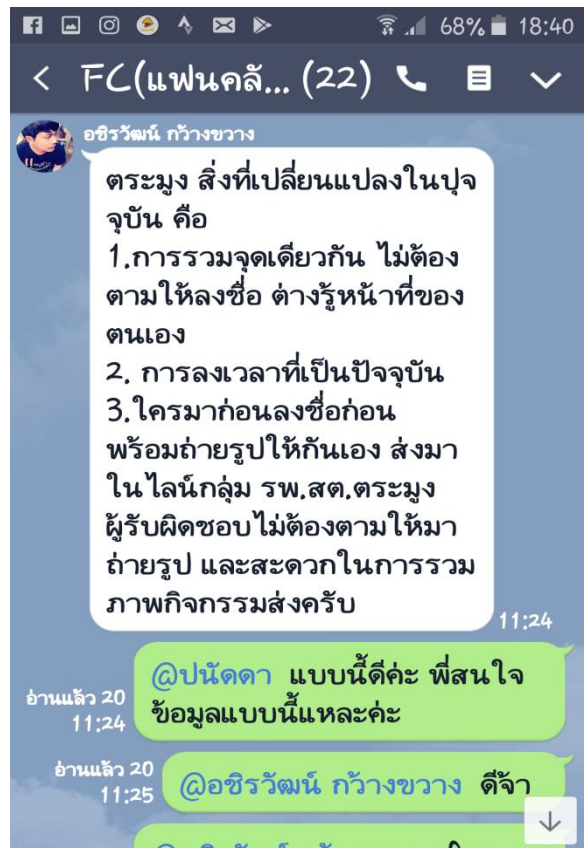 68% 18:40
FC(แฟนคลั... (22)
อชิรวัฒน์ กว้างขวาง
ตระมูง สิ่งที่เปลี่ยนแปลงในปุจ
จุบัน คือ
1.การรวมจุดเดียวกัน ไม่ต้อง
ตามให้ลงชื่อ ต่างรู้หน้าที่ของ
ตนเอง
2. การลงเวลาที่เป็นปัจจุบัน
3.ใครมาก่อนลงชื่อก่อน
พร้อมถ่ายรูปให้กันเอง ส่งมา
ในไลน์กลุ่ม รพ.สต.ตระมูง
ผู้รับผิดชอบไม่ต้องตามให้มา
ถ่ายรูป และสะดวกในการรวม
ภาพกิจกรรมส่งครับ
11:24
@ปนัดดา แบบนี้ดีค่ะ พี่สนใจ
ข้อมูลแบบนี้แหละค่ะ
อ่านแล้ว 20
11:24
@อชิรวัฒน์ กว้างขวาง ดีจ้า
อ่านแล้ว 20
11:25